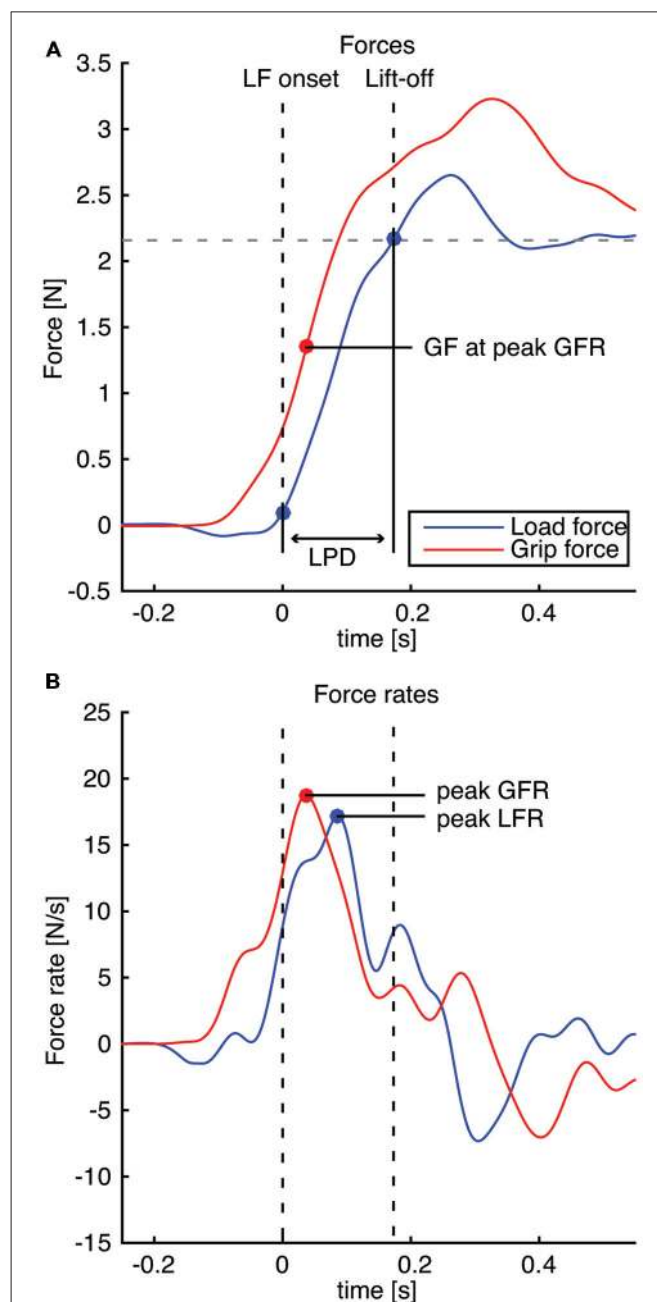 A
Forces
LF onset
Lift-off
3.5
3
2.5
2
1.5
1
0.5
0
-0.5
Force [N]
GF at peak GFR
LPD
Load force
Grip force
-0.2
0
0.2
0.4
time [s]
B
Force rates
25
20
15
10
5
0
-5
-10
-15
Force rate [N/s]
peak GFR
peak LFR
-0.2
0
0.2
0.4
time [s]